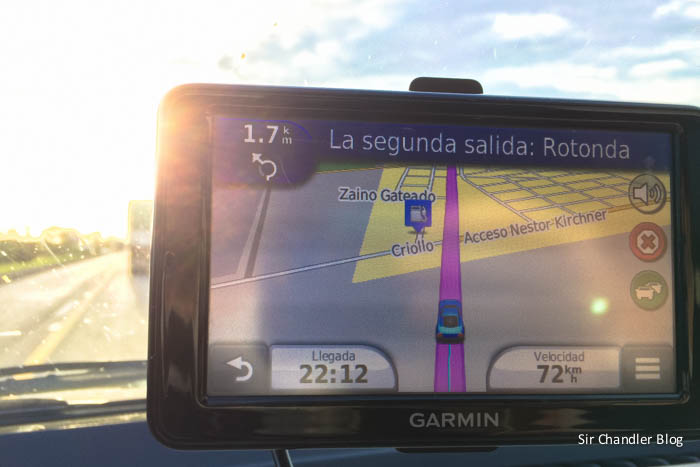 1.7 km
La segunda salida: Rotonda
Zaino Gateado
Criollo
Acceso Nestor Kirchner
Llegada
22:12
Velocidad
72 km h
GARMIN
Sir Chandler Blog